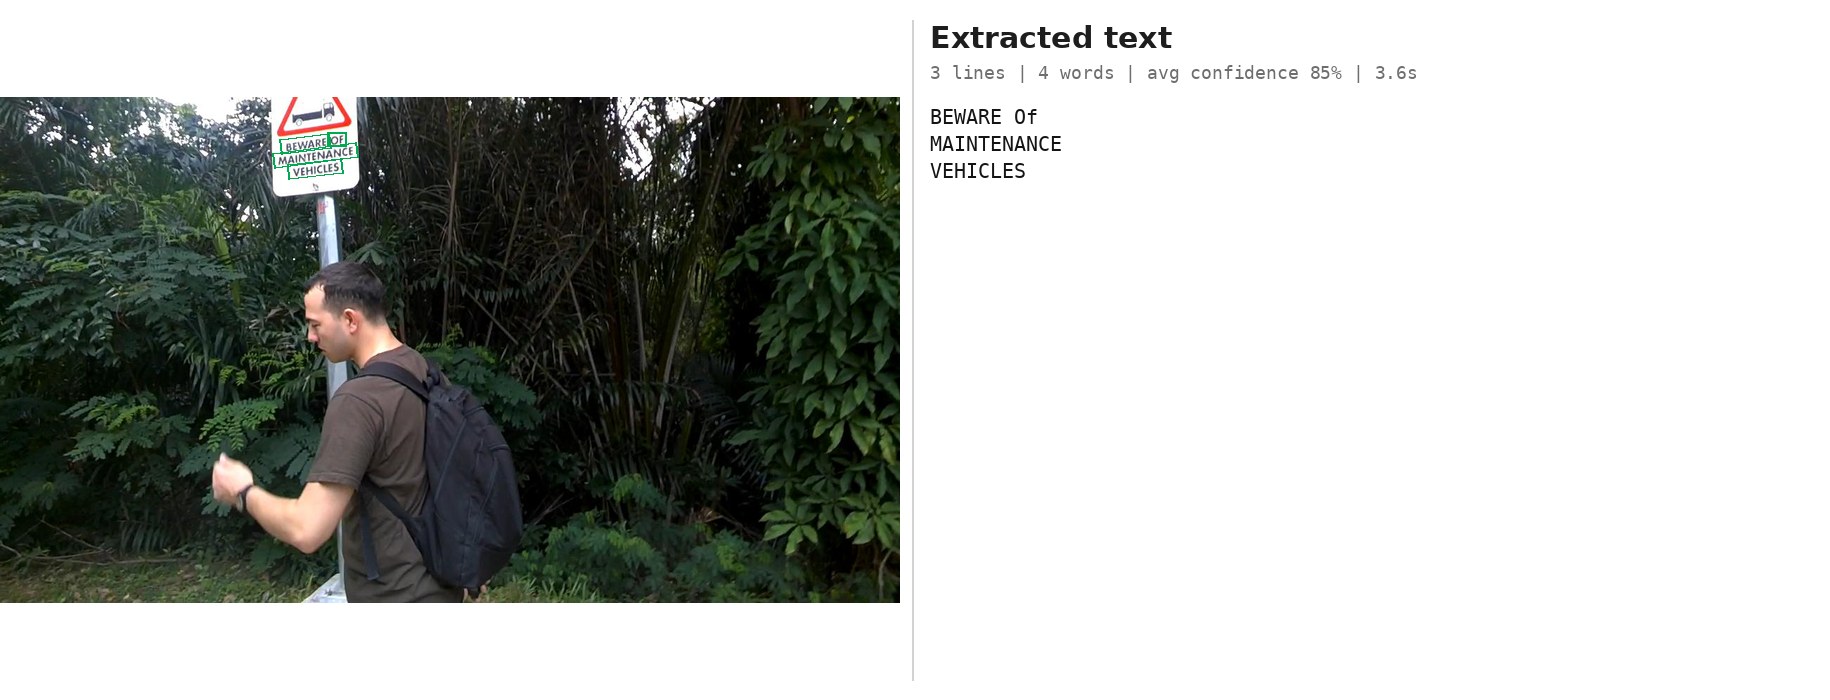 Extracted text
3 lines | 4 words | avg confidence 85% | 3.6s
BEWARE OF
MAINTENANCE
VEHICLES
BEWARE Of
MAINTENANCE
VEHICLES